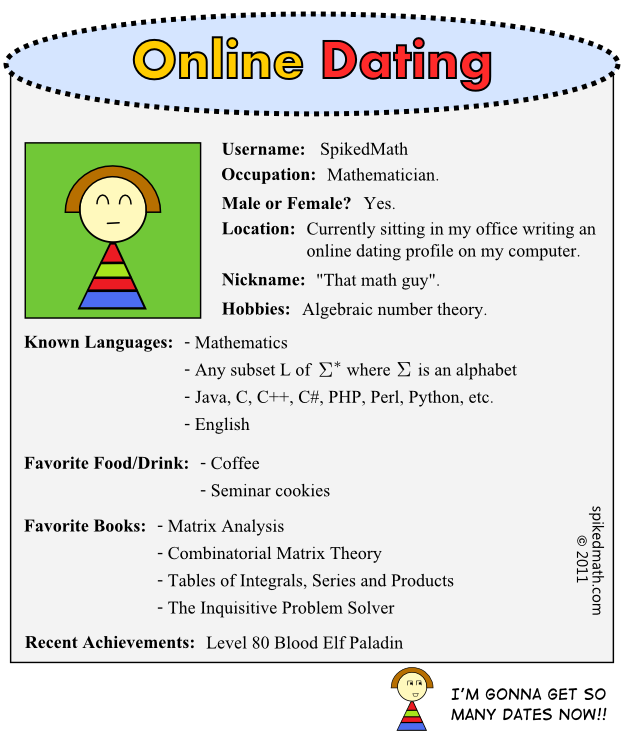 Online Dating
Username: SpikedMath
Occupation: Mathematician.
Male or Female? Yes.
Location: Currently sitting in my office writing an
online dating profile on my computer.
Nickname: "That math guy".
Hobbies: Algebraic number theory.
Known Languages: - Mathematics
- Any subset L of Σ* where Σ is an alphabet
- Java, C, C++, C#, PHP, Perl, Python, etc.
- English
Favorite Food/Drink: - Coffee
- Seminar cookies
Favorite Books: - Matrix Analysis
- Combinatorial Matrix Theory
- Tables of Integrals, Series and Products
- The Inquisitive Problem Solver
Recent Achievements: Level 80 Blood Elf Paladin
spikedmath.com
© 2011
I'M GONNA GET SO
MANY DATES NOW!!